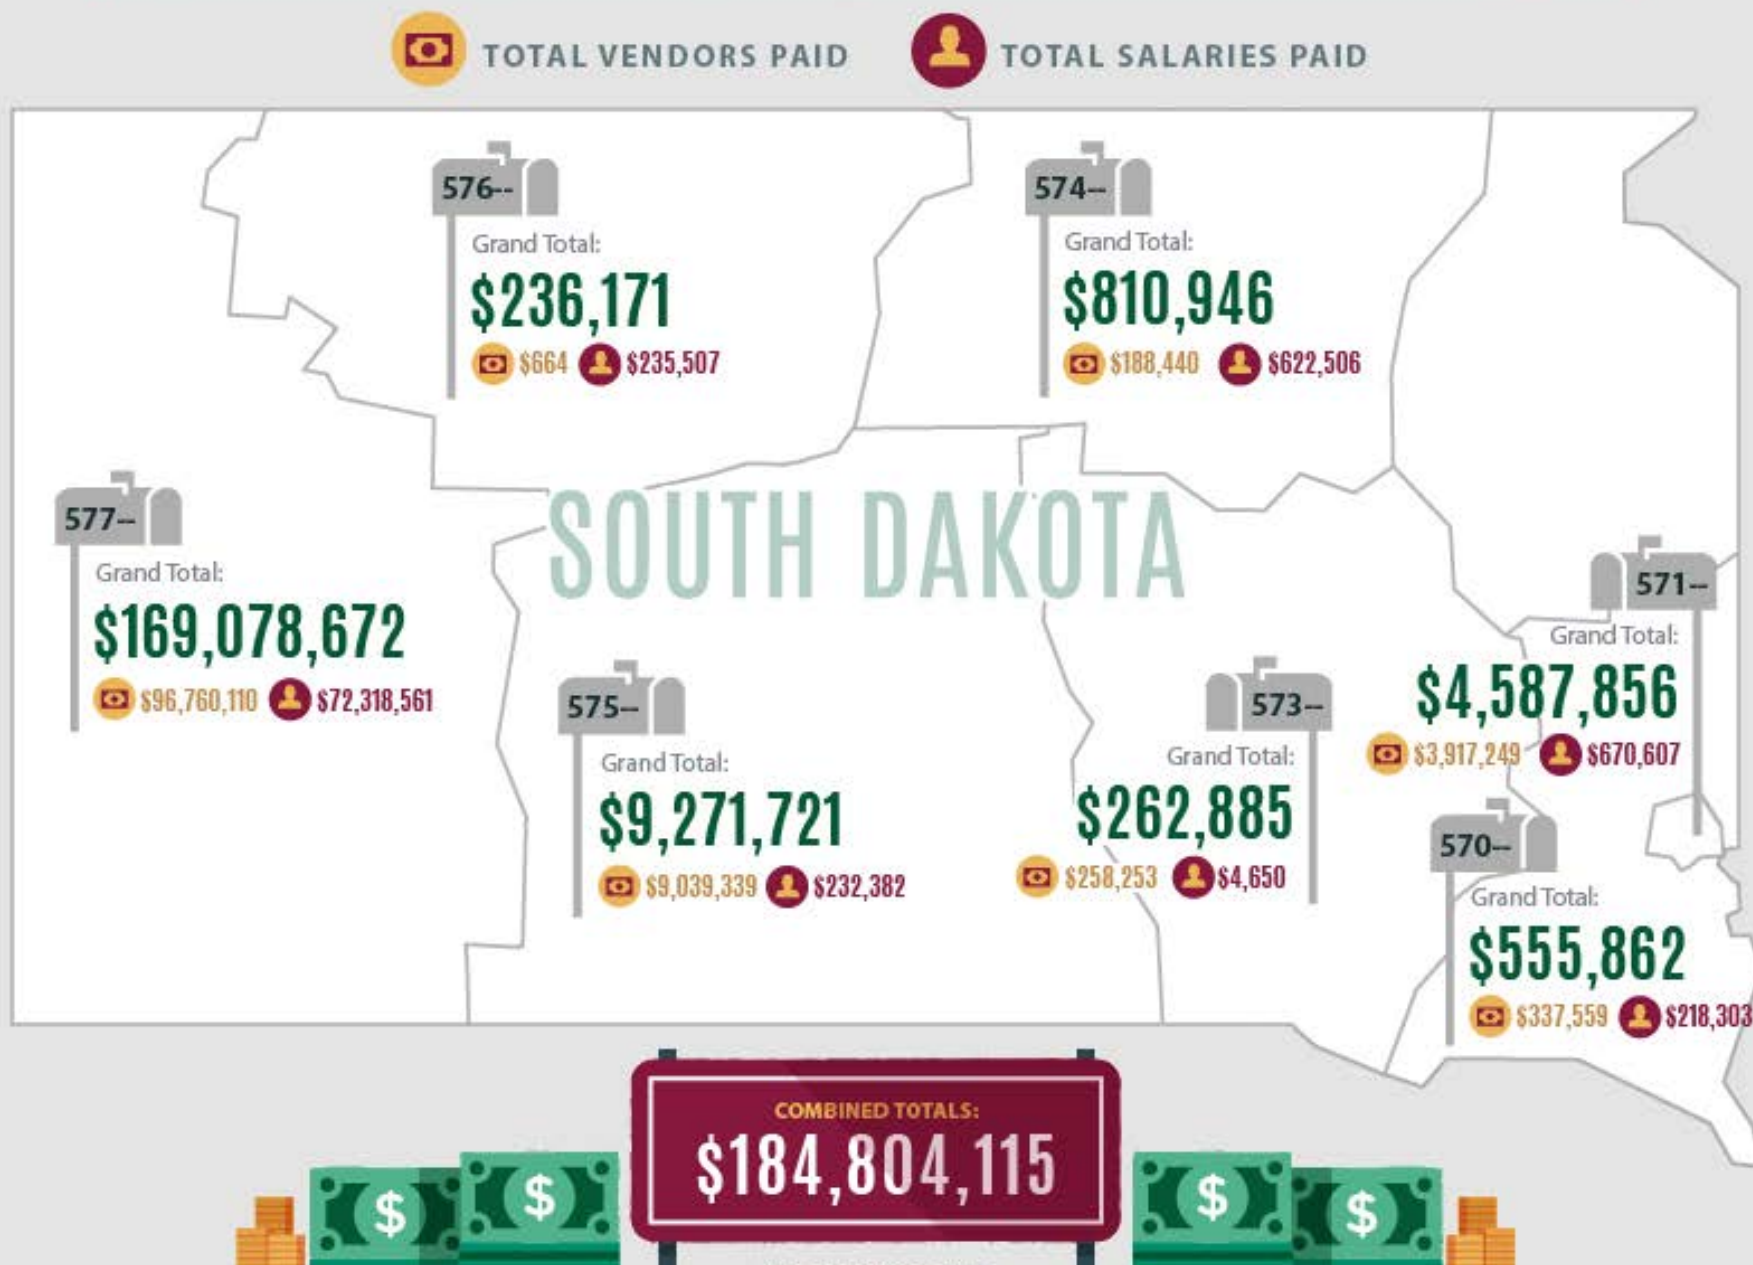 TOTAL VENDORS PAID
TOTAL SALARIES PAID
576--
Grand Total:
$236,171
$664 $235,507
574--
Grand Total:
$810,946
$188,440 $622,506
SOUTH DAKOTA
577--
Grand Total:
$169,078,672
$96,760,110 $72,318,561
575--
Grand Total:
$9,271,721
$9,039,339 $232,382
573--
Grand Total:
$262,885
$258,253 $4,650
571--
Grand Total:
$4,587,856
$3,917,249 $670,607
570--
Grand Total:
$555,862
$337,559 $218,303
COMBINED TOTALS:
$184,804,115
$
$
$
$